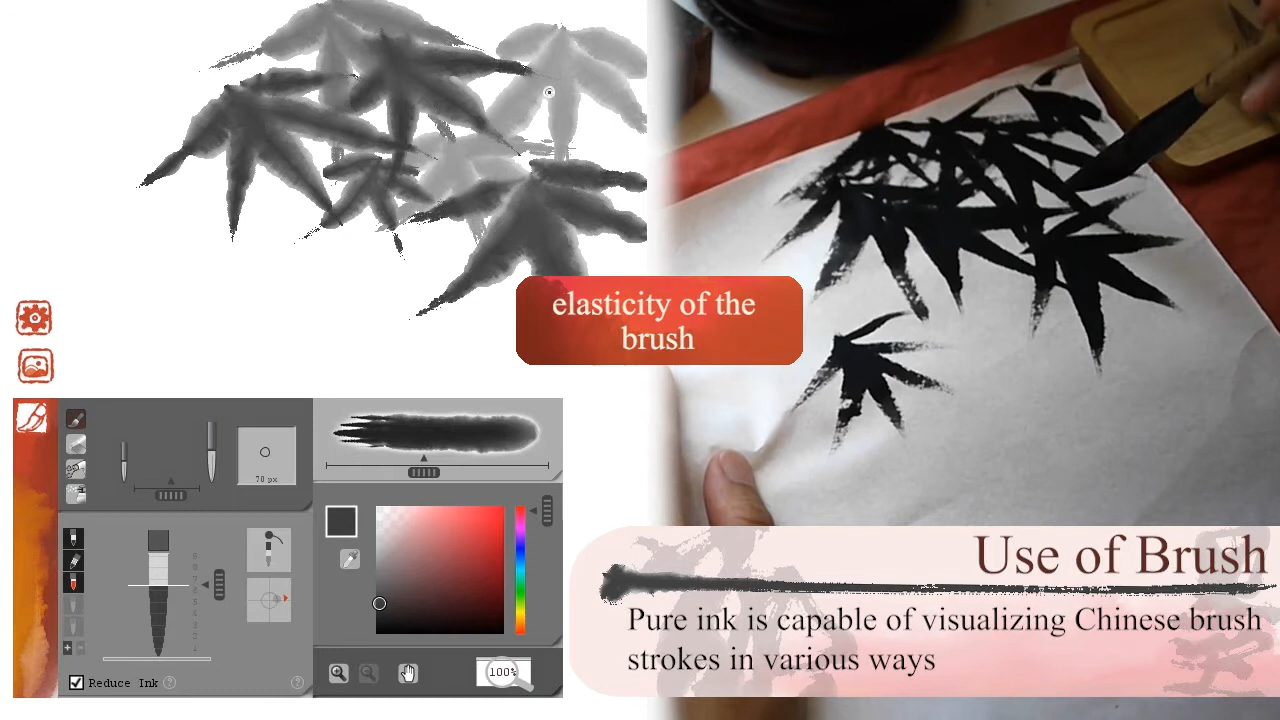 elasticity of the
brush
70 px
Reduce Ink
100%
Use of Brush
Pure ink is capable of visualizing Chinese brush
strokes in various ways